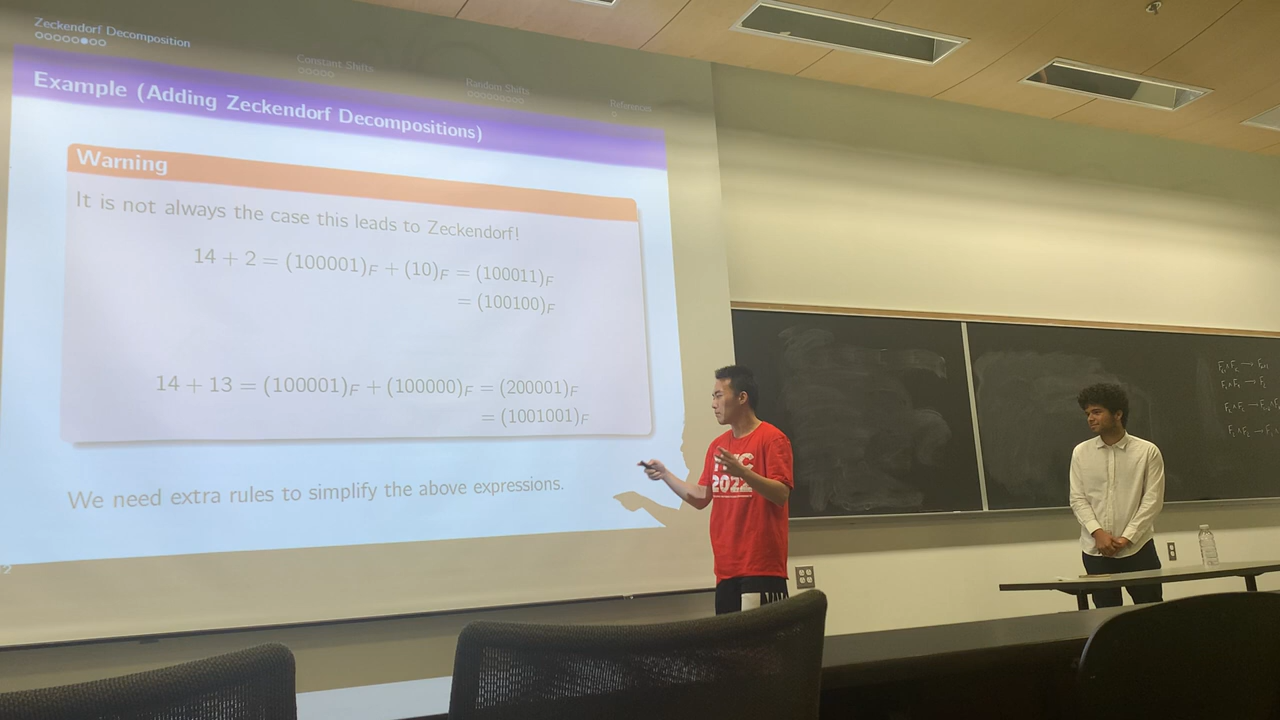 Zeckendorf Decomposition
Constant Shifts
Random Shifts
References
Example (Adding Zeckendorf Decompositions)
Warning
It is not always the case this leads to Zeckendorf!
14 + 2 = (100001)F + (10)F = (100011)F
= (100100)F
14 + 13 = (100001)F + (100000)F = (200001)F
= (1001001)F
We need extra rules to simplify the above expressions.
2022